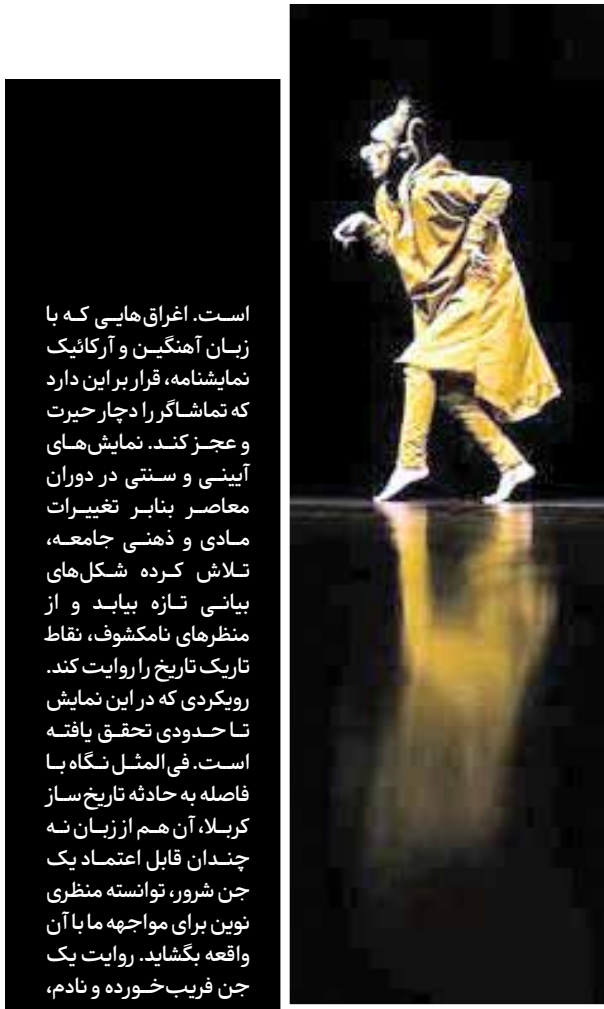 است. اغراق‌هایی که با
زبان آهنگین و آرکائیک
نمایشنامه، قرار بر این دارد
که تماشاگر را دچار حیرت
و عجز کند. نمایش‌های
آیینی و سنتی در دوران
معاصر بنابر تغییرات
مادی و ذهنی جامعه،
تلاش کرده شکل‌های
بیانی تازه بیابد و از
منظرهای نامکشوف، نقاط
تاریک تاریخ را روایت کند.
رویکردی که در این نمایش
تا حدودی تحقق یافته
است. فی‌المثل نگاه با
فاصله به حادثه تاریخ‌ساز
کربلا، آن هم از زبان نه
چندان قابل اعتماد یک
جن شرور، توانسته منظری
نوین برای مواجهه ما با آن
واقعه بگشاید. روایت یک
جن فریب‌خورده و نادم،